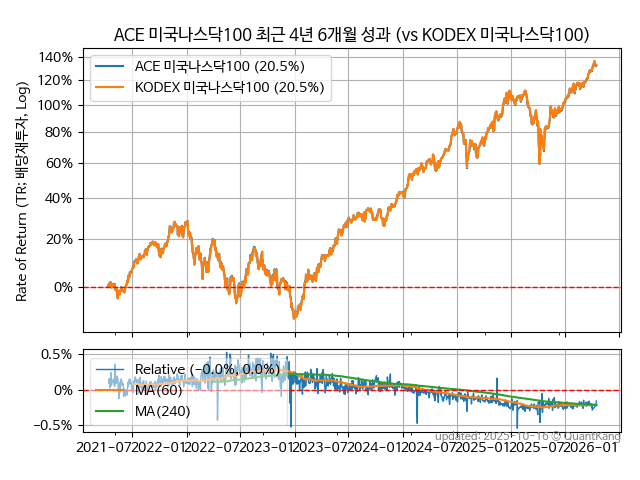 ACE 미국나스닥100 최근 4년 6개월 성과 (vs KODEX 미국나스닥100)
Rate of Return (TR; 배당재투자, Log)
140%
120%
100%
80%
60%
40%
20%
0%
ACE 미국나스닥100 (20.5%)
KODEX 미국나스닥100 (20.5%)
0.5%
0.0%
−0.5%
Relative (−0.0%, 0.0%)
MA(60)
MA(240)
2021-07 2022-01 2022-07 2023-01 2023-07 2024-01 2024-07 2025-01 2025-07 2026-01
updated: 2025-10-16 © QuantKang